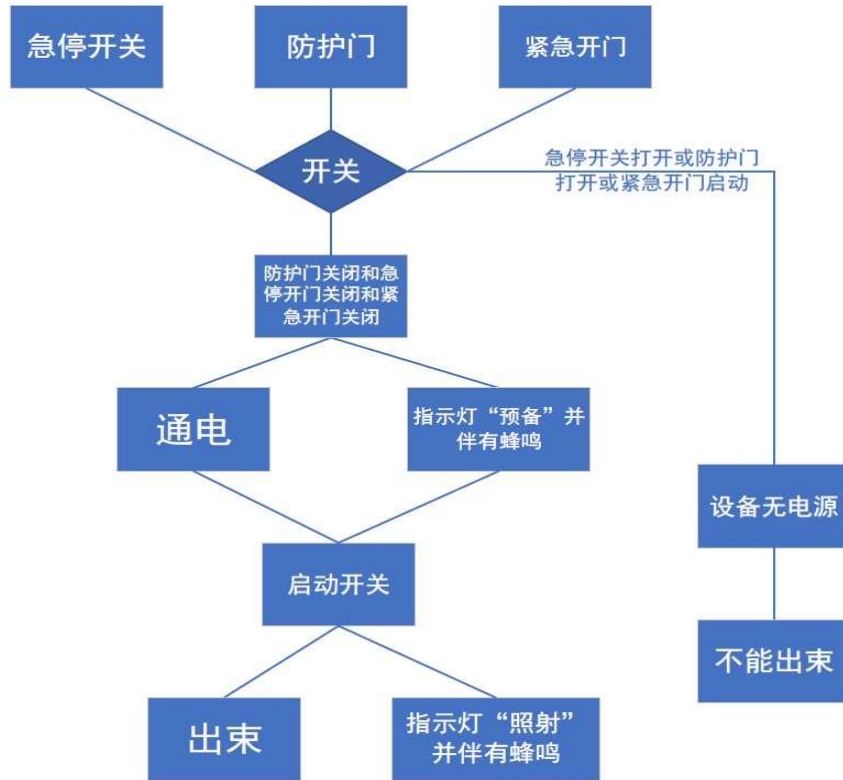 急停开关
防护门
紧急开门
开关
急停开关打开或防护门
打开或紧急开门启动
防护门关闭和急
停开门关闭和紧
急开门关闭
通电
指示灯“预备”并
伴有蜂鸣
设备无电源
启动开关
不能出束
出束
指示灯“照射”
并伴有蜂鸣